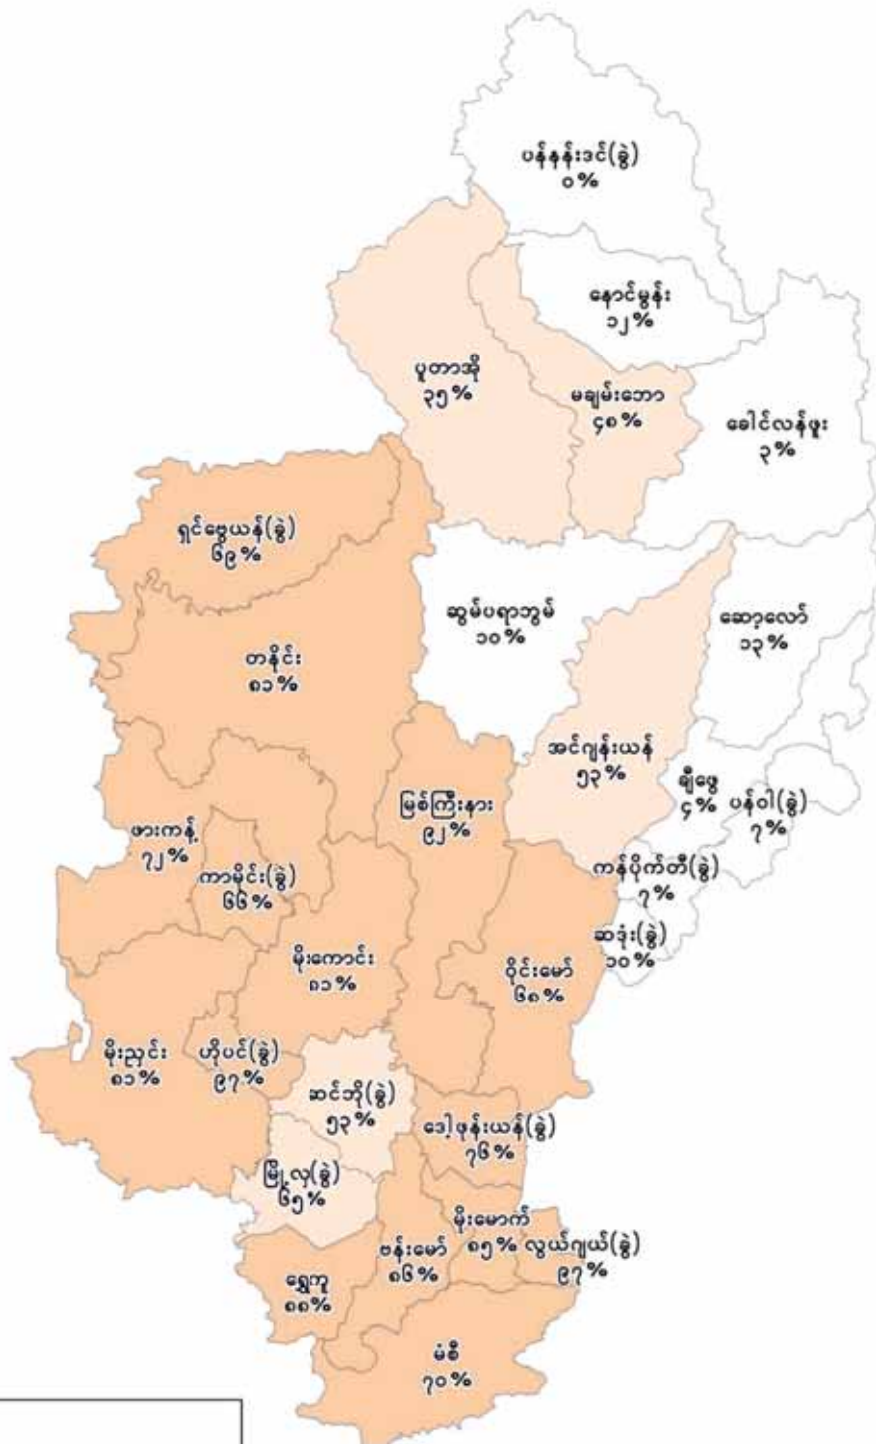 ပန်နန်းဒင်(ခွဲ)
၀%
နောင်မွန်း
၁၂%
ပူတာအို
၃၅%
မချမ်းဘော
၄၈%
ခေါင်လန်ဖူး
၃%
ရှင်ဗွေယန်(ခွဲ)
၆၉%
ဆွမ်ပရာဘွမ်
၁၀%
ဆော့လော်
၁၃%
တနိုင်း
၈၁%
အင်ဂျန်းယန်
၅၃%
ချီဖွေ
၄%
ပန်ဝါ(ခွဲ)
၇%
မြစ်ကြီးနား
၉၂%
ဖားကန့်
၇၂%
ကာမိုင်း(ခွဲ)
၆၆%
ကန်ပိုက်တီ(ခွဲ)
၇%
ဆဒုံး(ခွဲ)
၁၀%
မိုးကောင်း
၈၁%
ဝိုင်းမော်
၆၈%
မိုးညှင်း
၈၁%
ဟိုပင်(ခွဲ)
၉၇%
ဆင်ဘို(ခွဲ)
၅၃%
ဒေါ့ဖုန်းယန်(ခွဲ)
၇၆%
မြို့လှ(ခွဲ)
၆၅%
မိုးမောက်
၈၅%
လွယ်ဂျယ်(ခွဲ)
၉၇%
ဗန်းမော်
၈၆%
ရွှေကူ
၈၈%
မံစီ
၇၀%